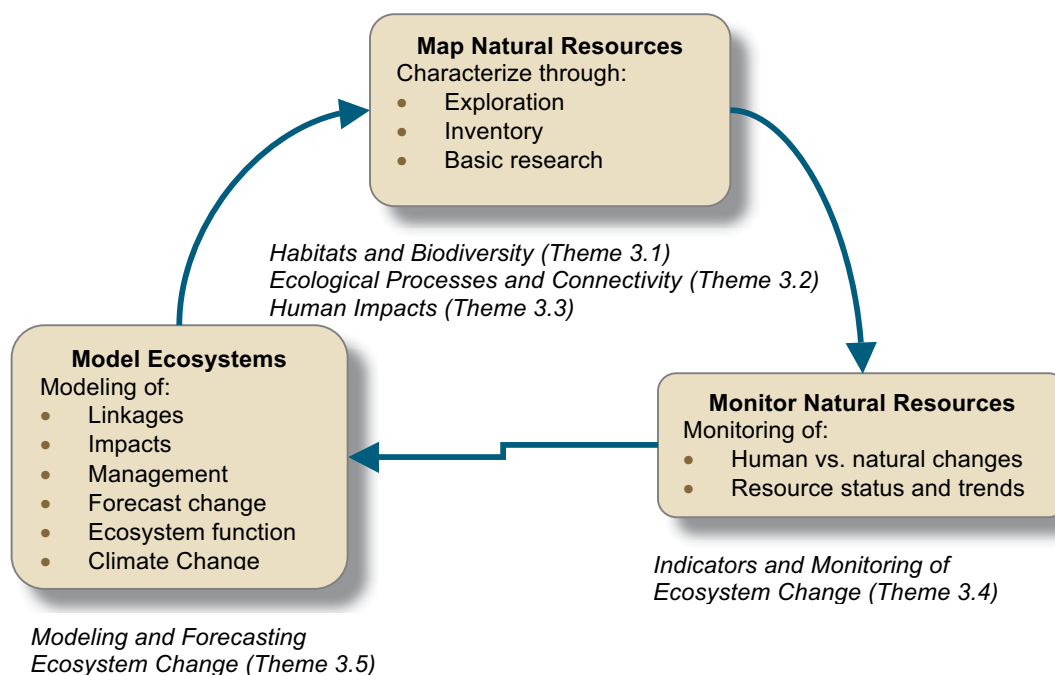 Map Natural Resources
Characterize through:
• Exploration
• Inventory
• Basic research
Habitats and Biodiversity (Theme 3.1)
Ecological Processes and Connectivity (Theme 3.2)
Human Impacts (Theme 3.3)
Model Ecosystems
Modeling of:
• Linkages
• Impacts
• Management
• Forecast change
• Ecosystem function
• Climate Change
Monitor Natural Resources
Monitoring of:
• Human vs. natural changes
• Resource status and trends
Indicators and Monitoring of
Ecosystem Change (Theme 3.4)
Modeling and Forecasting
Ecosystem Change (Theme 3.5)